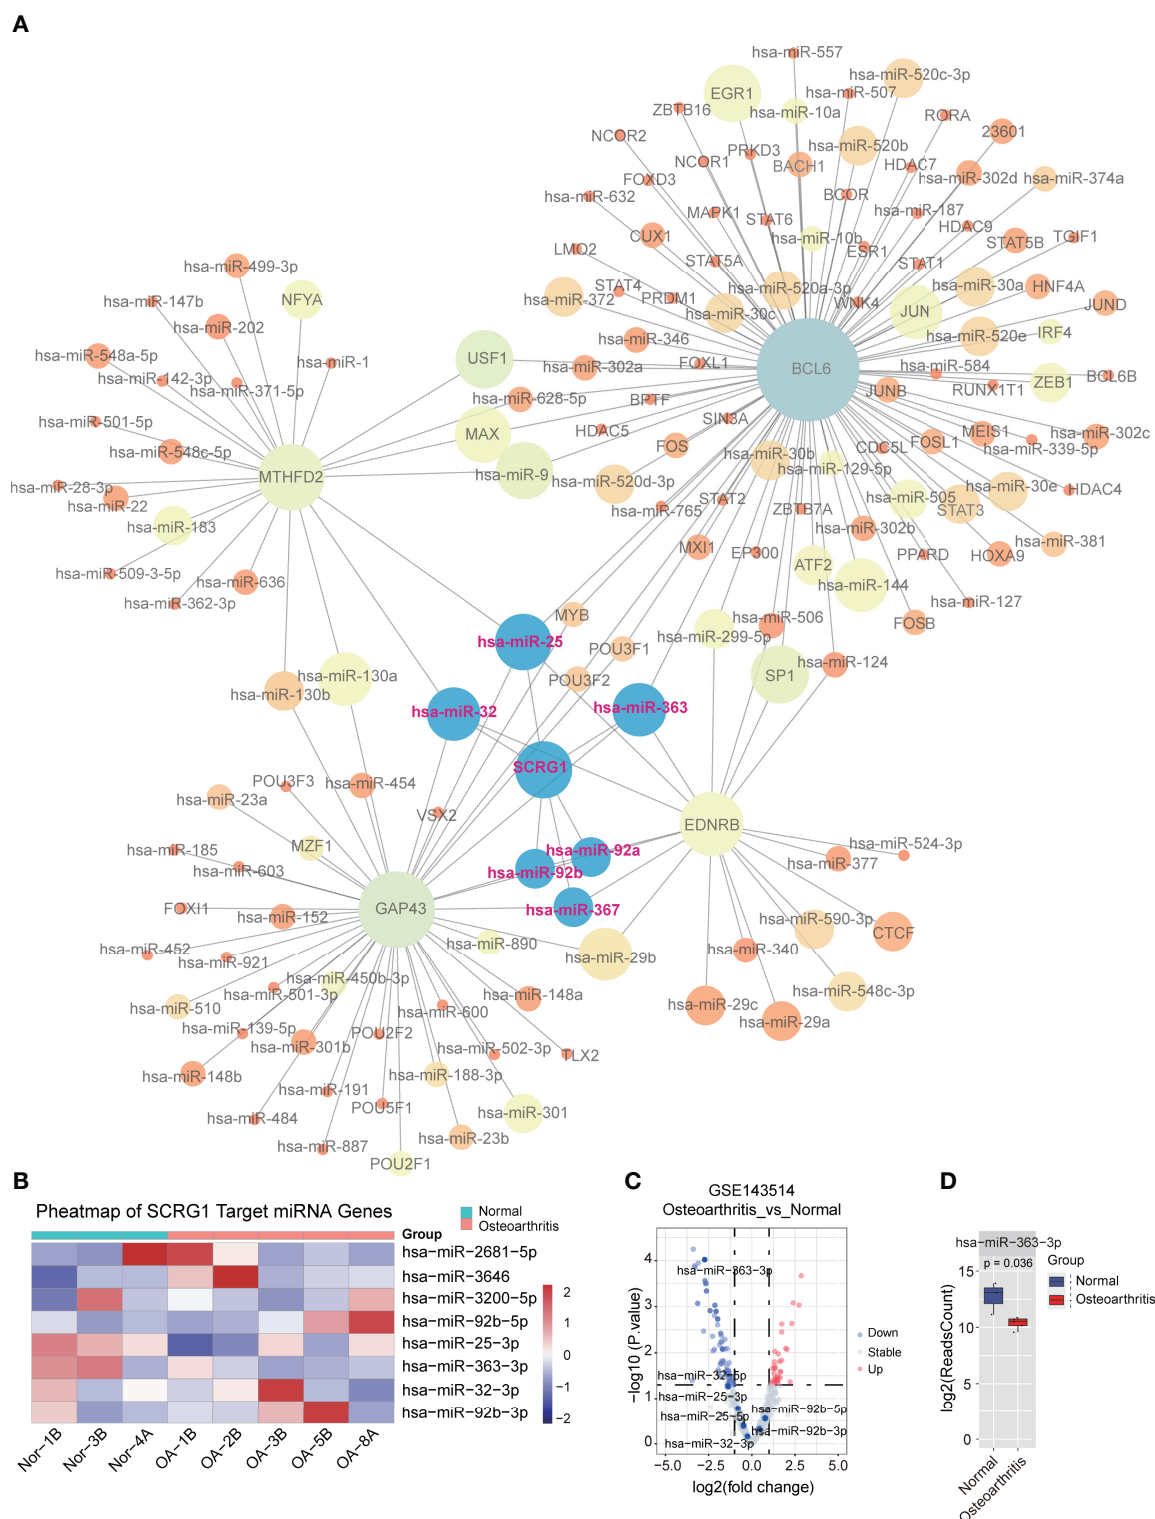 A
hsa-miR-557
hsa-miR-520c-3p
EGR1
hsa-miR-507
ZBTB16
hsa-miR-10a
RORA
23601
NCOR2
PRKD3
hsa-miR-520b
NCOR1
BACH1
HDAC7
hsa-miR-302d
hsa-miR-374a
FOXD3
hsa-miR-632
BCOR
MAPK1
STAT6
hsa-miR-187
HDAC9
CUX1
hsa-miR-10b
STAT5B
TGIF1
LMO2
ESR1
STAT5A
STAT1
hsa-miR-499-3p
NFYA
STAT4
hsa-miR-520a-3p
hsa-miR-30a
HNF4A
hsa-miR-147b
hsa-miR-372
PRDM1
WNK4
JUND
hsa-miR-30c
JUN
hsa-miR-202
hsa-miR-346
hsa-miR-520e
IRF4
hsa-miR-548a-5p
hsa-miR-1
USF1
hsa-miR-302a
FOXL1
BCL6
hsa-miR-584
hsa-miR-142-3p
hsa-miR-371-5p
JUNB
RUNX1T1
ZEB1
BCL6B
hsa-miR-628-5p
BPTF
hsa-miR-501-5p
SIN3A
MAX
HDAC5
MEIS1
hsa-miR-302c
hsa-miR-548c-5p
FOS
CDC5L
FOSL1
hsa-miR-339-5p
hsa-miR-30b
hsa-miR-129-5p
MTHFD2
hsa-miR-9
hsa-miR-520d-3p
hsa-miR-28-3p
hsa-miR-30e
HDAC4
hsa-miR-22
STAT2
hsa-miR-505
hsa-miR-765
ZBTB7A
STAT3
hsa-miR-183
hsa-miR-302b
MXI1
EP300
PPARD
HOXA9
hsa-miR-381
ATF2
hsa-miR-509-3-5p
hsa-miR-636
hsa-miR-144
hsa-miR-362-3p
hsa-miR-127
MYB
hsa-miR-506
FOSB
hsa-miR-25
hsa-miR-299-5p
POU3F1
hsa-miR-124
hsa-miR-130a
POU3F2
SP1
hsa-miR-130b
hsa-miR-32
hsa-miR-363
SCRG1
POU3F3
hsa-miR-454
hsa-miR-23a
VSX2
EDNRB
hsa-miR-185
MZF1
hsa-miR-92a
hsa-miR-524-3p
hsa-miR-603
hsa-miR-92b
hsa-miR-377
FOXI1
GAP43
hsa-miR-367
hsa-miR-152
hsa-miR-590-3p
CTCF
hsa-miR-452
hsa-miR-890
hsa-miR-340
hsa-miR-921
hsa-miR-29b
hsa-miR-450b-3p
hsa-miR-501-3p
hsa-miR-148a
hsa-miR-548c-3p
hsa-miR-510
hsa-miR-600
hsa-miR-29c
hsa-miR-29a
hsa-miR-139-5p
POU2F2
hsa-miR-301b
hsa-miR-502-3p
TLX2
hsa-miR-148b
hsa-miR-188-3p
hsa-miR-191
POU5F1
hsa-miR-301
hsa-miR-484
hsa-miR-887
hsa-miR-23b
POU2F1
B
Pheatmap of SCRG1 Target miRNA Genes
Normal
Osteoarthritis
Group
hsa-miR-2681-5p
hsa-miR-3646
hsa-miR-3200-5p
hsa-miR-92b-5p
hsa-miR-25-3p
hsa-miR-363-3p
hsa-miR-32-3p
hsa-miR-92b-3p
2
1
0
−1
−2
Nor-1B
Nor-3B
Nor-4A
OA-1B
OA-2B
OA-3B
OA-5B
OA-8A
C
GSE143514
Osteoarthritis_vs_Normal
−log10 (P.value)
4
3
2
1
0
hsa-miR-363-3p
hsa-miR-32-5p
hsa-miR-25-3p
hsa-miR-25-5p
hsa-miR-92b-5p
hsa-miR-92b-3p
hsa-miR-32-3p
Down
Stable
Up
−5.0
−2.5
0.0
2.5
5.0
log2(fold change)
D
hsa-miR-363-3p
p = 0.036
log2(ReadsCount)
15
10
5
0
Normal
Osteoarthritis
Group
Normal
Osteoarthritis